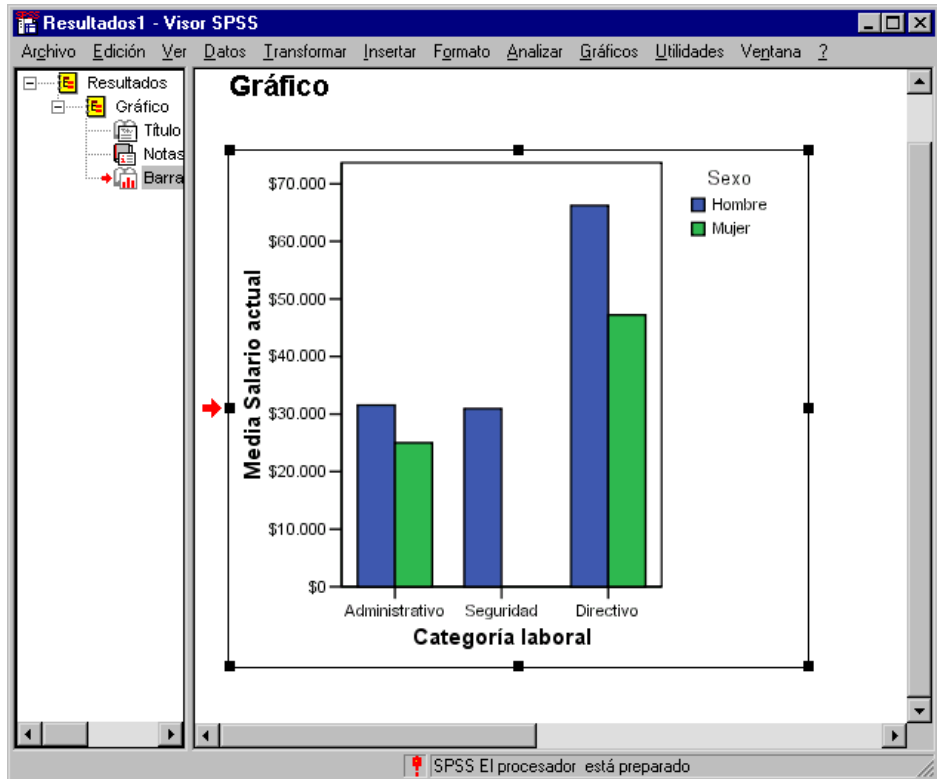 Resultados1 - Visor SPSS
Archivo Edición Ver Datos Transformar Insertar Formato Analizar Gráficos Utilidades Ventana ?
Resultados
Gráfico
Título
Notas
Barra
Gráfico
Sexo
Hombre
Mujer
$70.000
$60.000
$50.000
$40.000
$30.000
$20.000
$10.000
$0
Media Salario actual
Administrativo Seguridad Directivo
Categoría laboral
SPSS El procesador está preparado